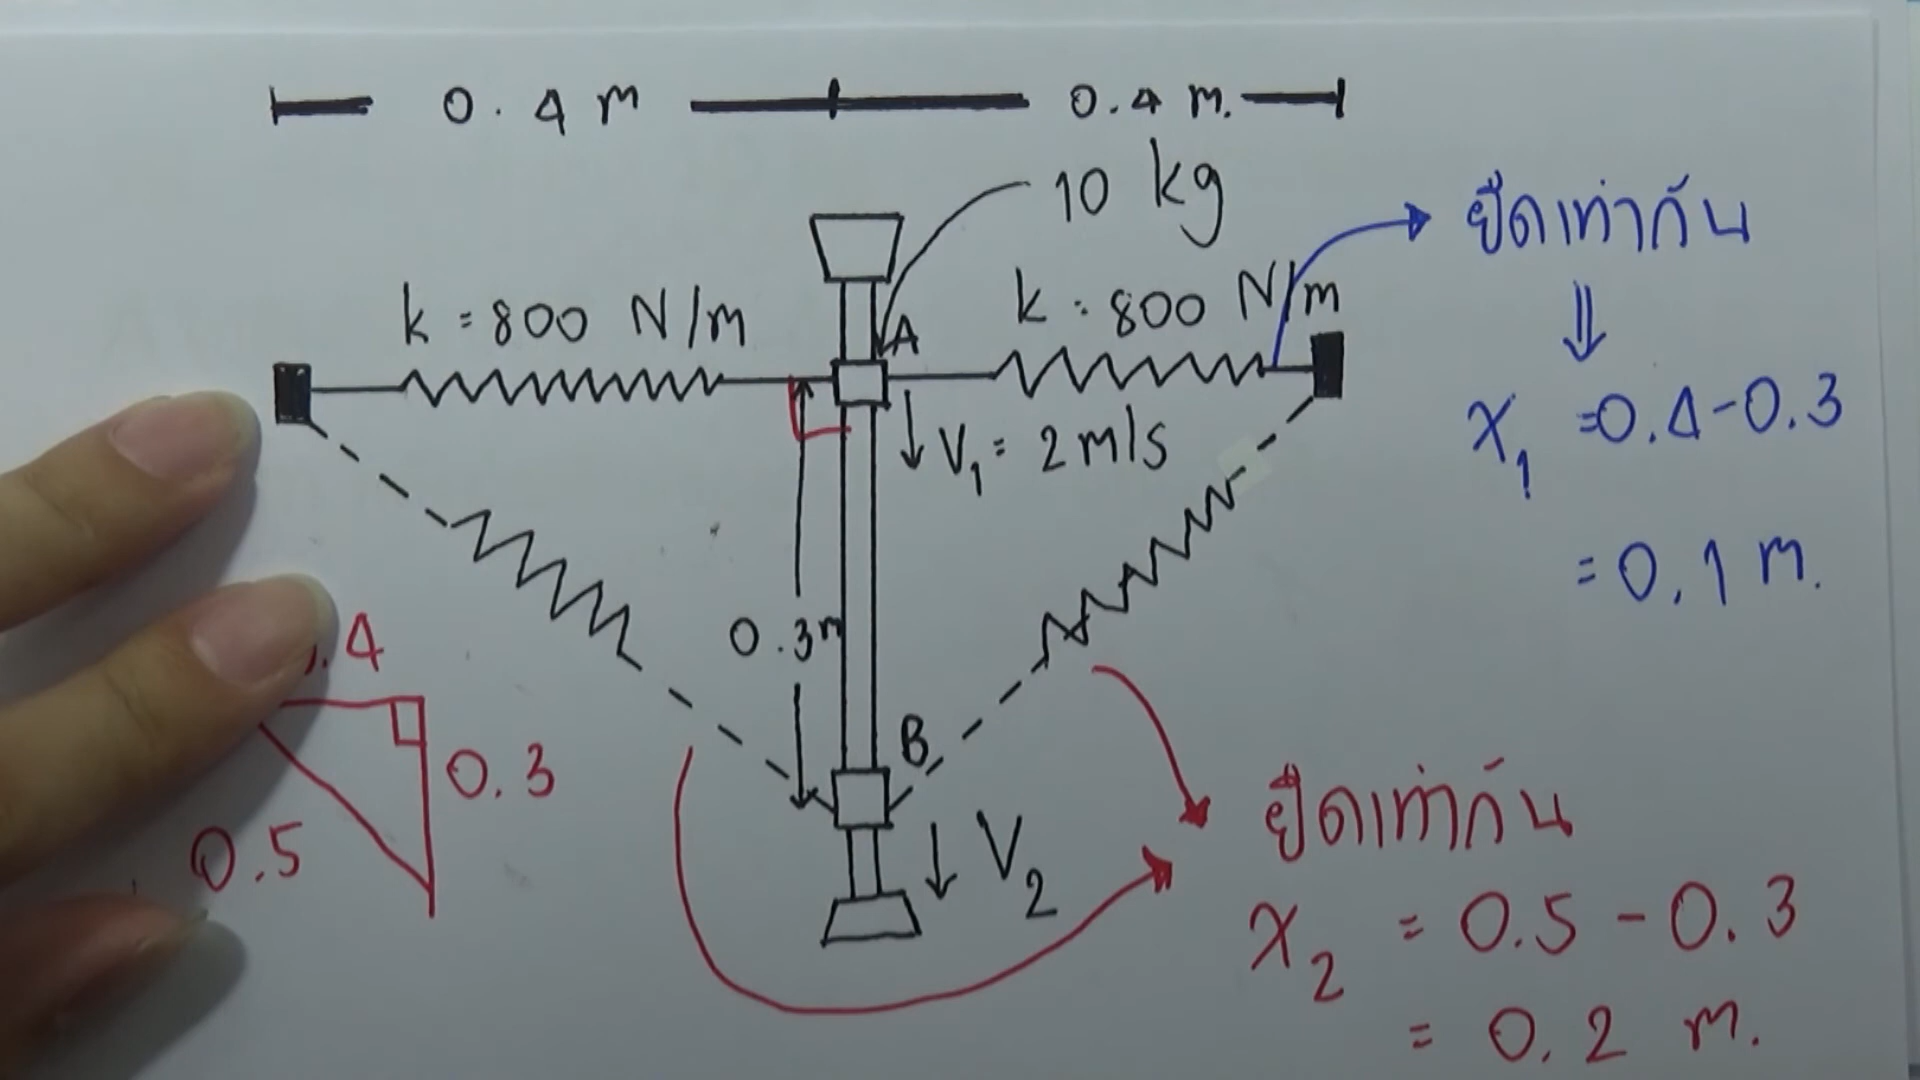 0.4 m 0.4 m.
10 kg
k = 800 N/m
k : 800 N/m
A
V₁ = 2 m/s
0.3m
B
V₂
ยืดเท่ากัน
x₁ = 0.4-0.3
= 0.1 m.
.4
0.3
0.5
ยืดเท่ากัน
x₂ = 0.5 - 0.3
= 0.2 m.